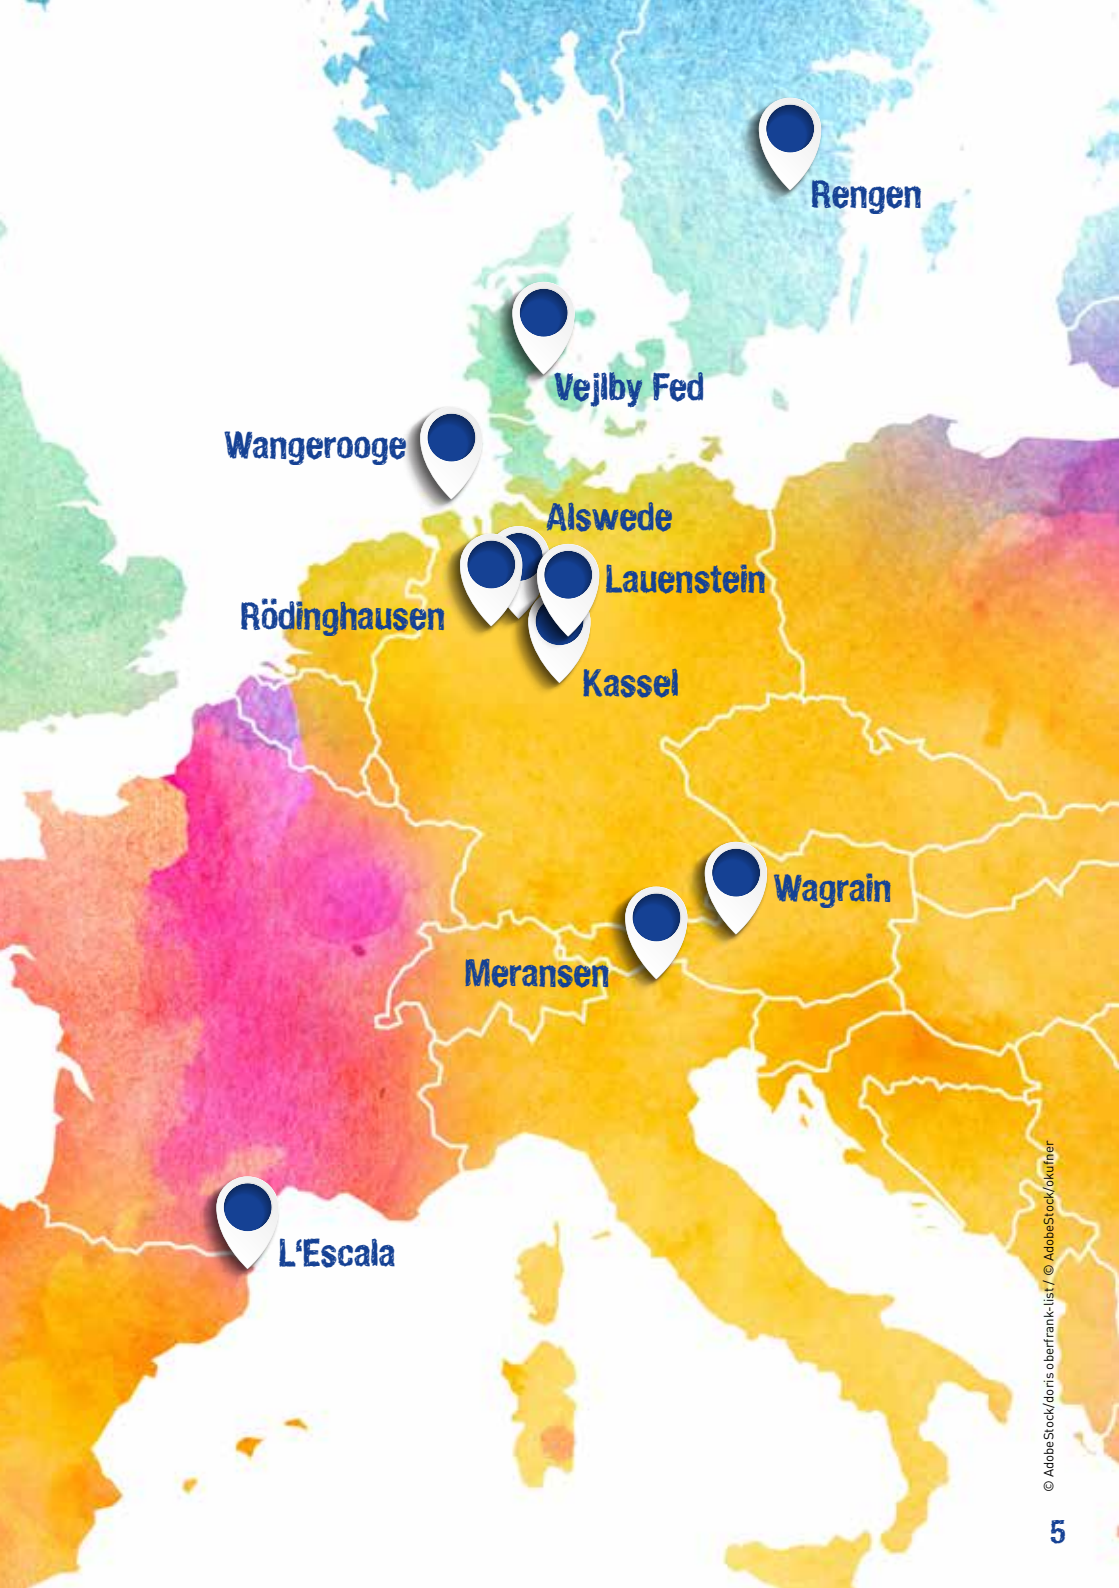 Rengen
Vejlby Fed
Wangerooge
Alswede
Lauenstein
Rödinghausen
Kassel
Wagrain
Meransen
L‘Escala
© AdobeStock/doris oberfrank-list / © AdobeStock/okufner
5